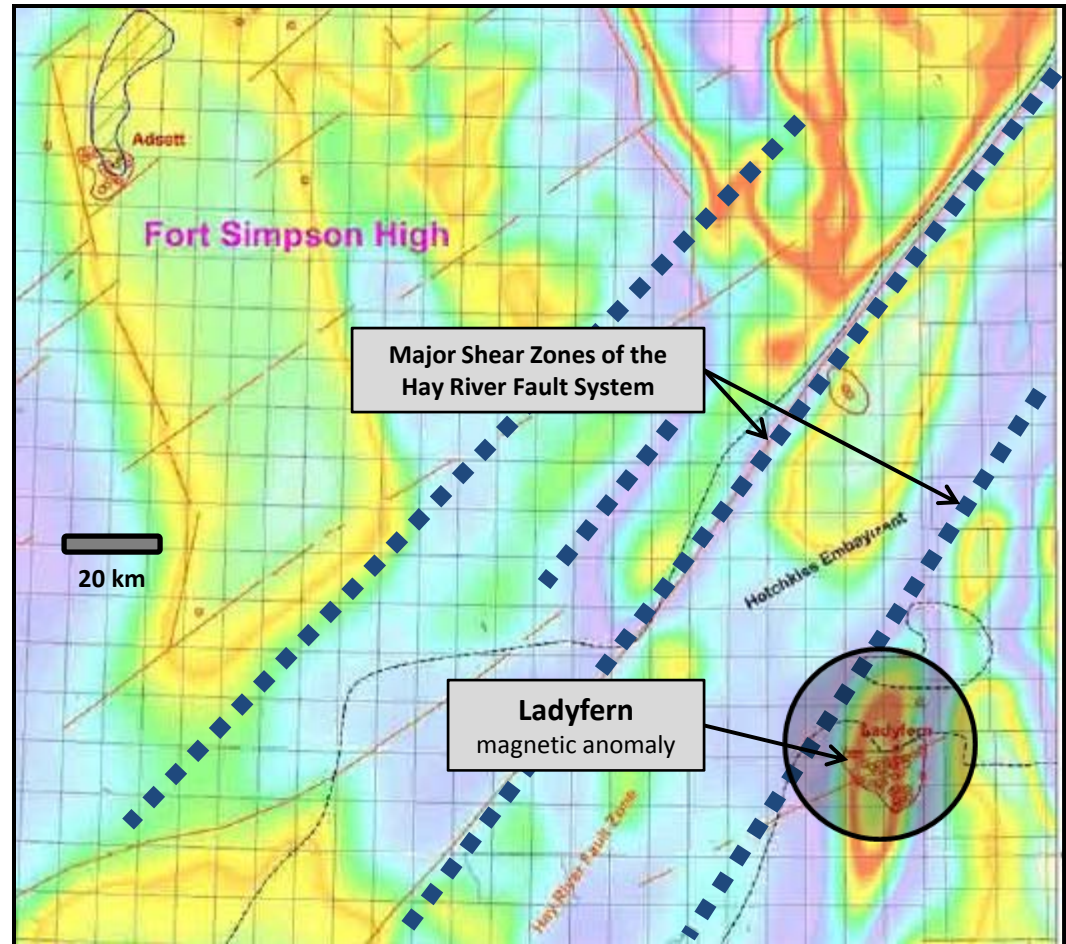 Adsett
Fort Simpson High
Major Shear Zones of the
Hay River Fault System
20 km
Hotchkiss Embayment
Ladyfern
magnetic anomaly
Ladyfern
Hay River Fault Zone